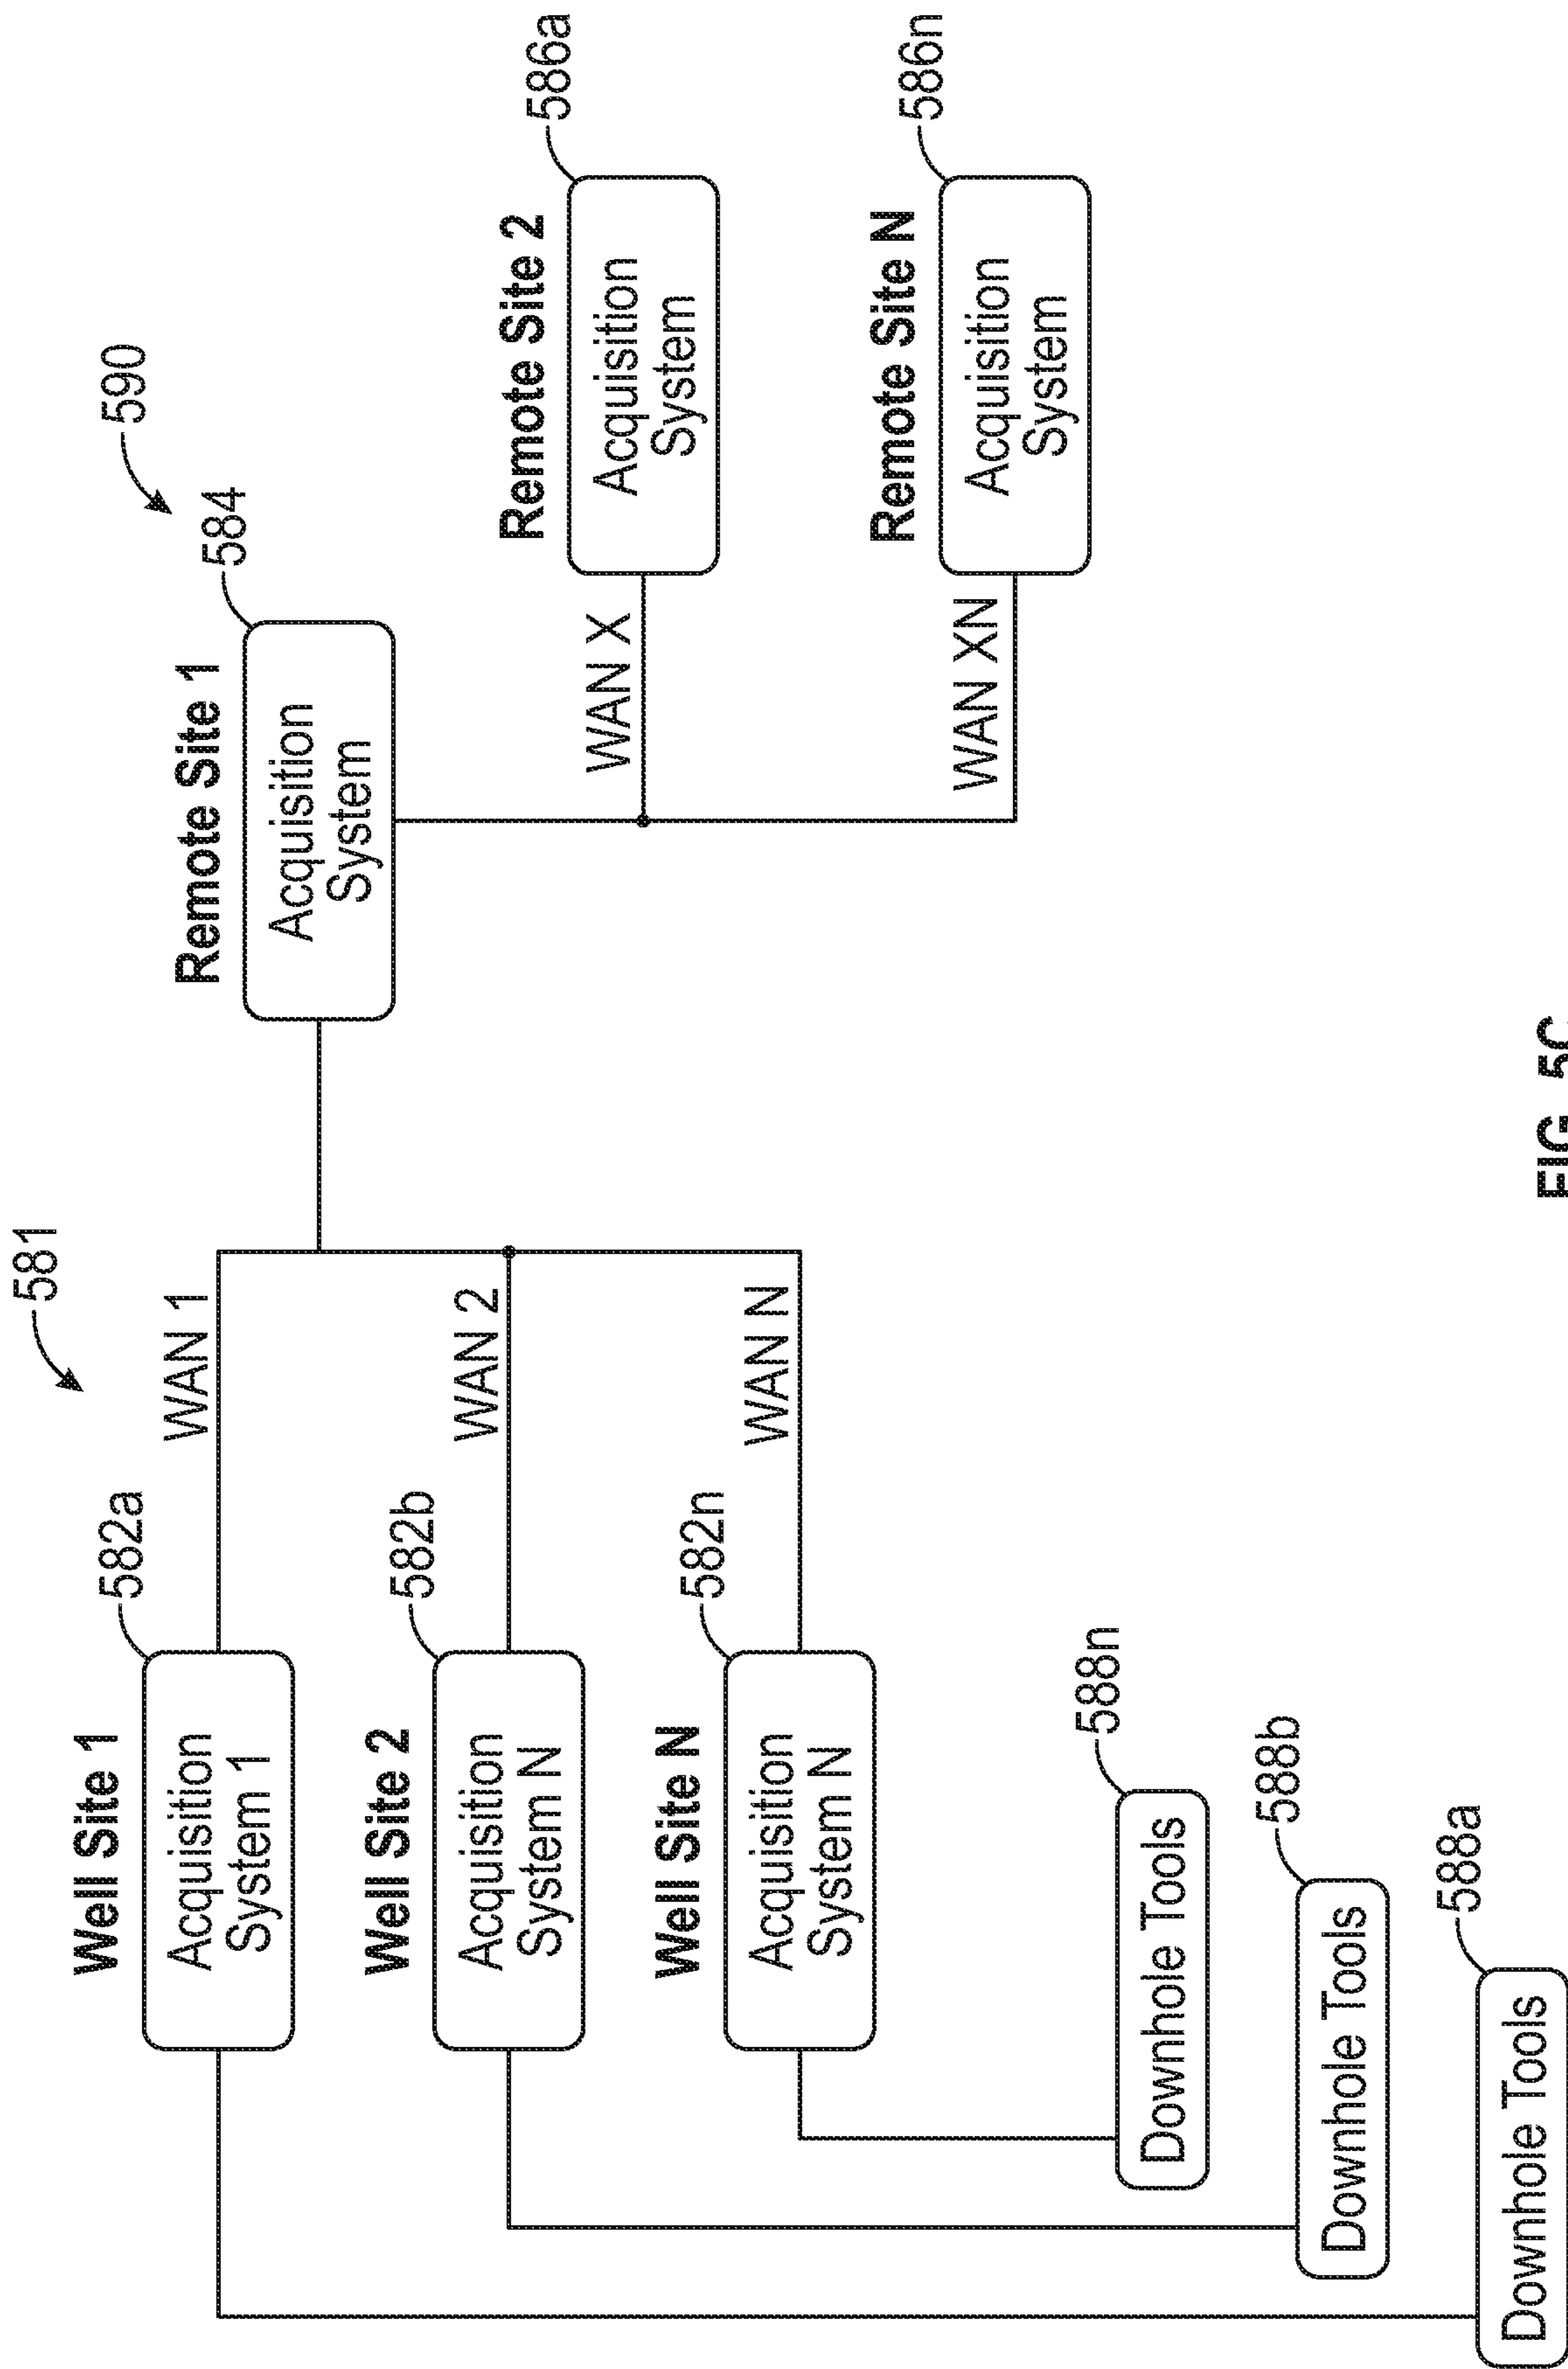 581
590
Well Site 1
582a
Acquisition
System 1
WAN 1
Well Site 2
582b
Acquisition
System N
WAN 2
Well Site N
582n
Acquisition
System N
WAN N
Remote Site 1
584
Acquisition
System
Remote Site 2
586a
Acquisition
System
WAN X
Remote Site N
586n
Acquisition
System
WAN XN
588n
Downhole Tools
588b
Downhole Tools
588a
Downhole Tools
FIG. 5C